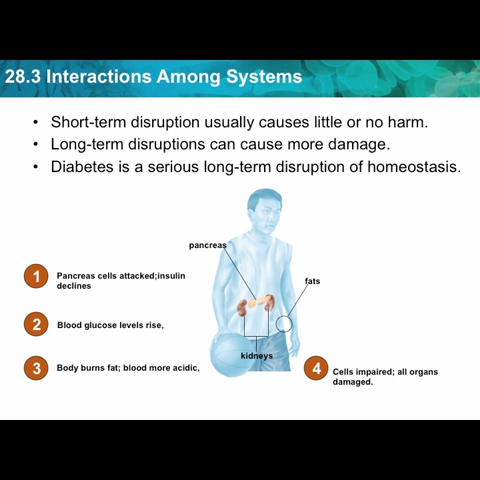 28.3 Interactions Among Systems
• Short-term disruption usually causes little or no harm.
• Long-term disruptions can cause more damage.
• Diabetes is a serious long-term disruption of homeostasis.
pancreas
fats
kidneys
1 Pancreas cells attacked;insulin
declines
2 Blood glucose levels rise,
3 Body burns fat; blood more acidic,
4 Cells impaired; all organs
damaged.